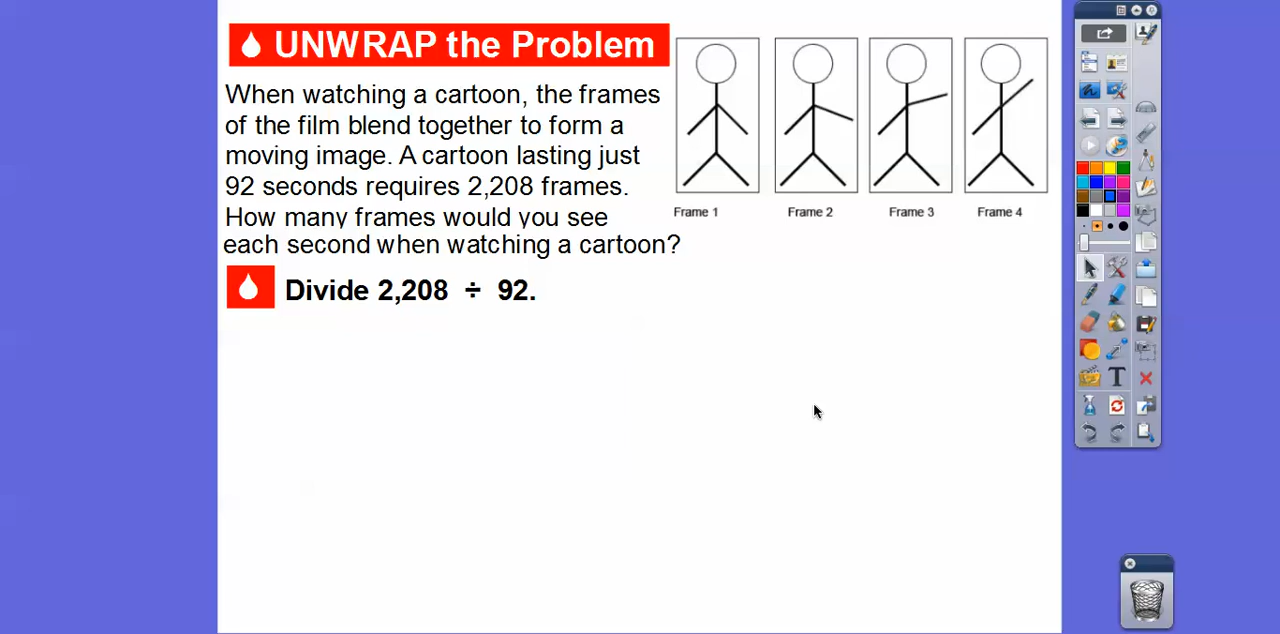 UNWRAP the Problem
When watching a cartoon, the frames
of the film blend together to form a
moving image. A cartoon lasting just
92 seconds requires 2,208 frames.
How many frames would you see
each second when watching a cartoon?
Frame 1
Frame 2
Frame 3
Frame 4
Divide 2,208 ÷ 92.